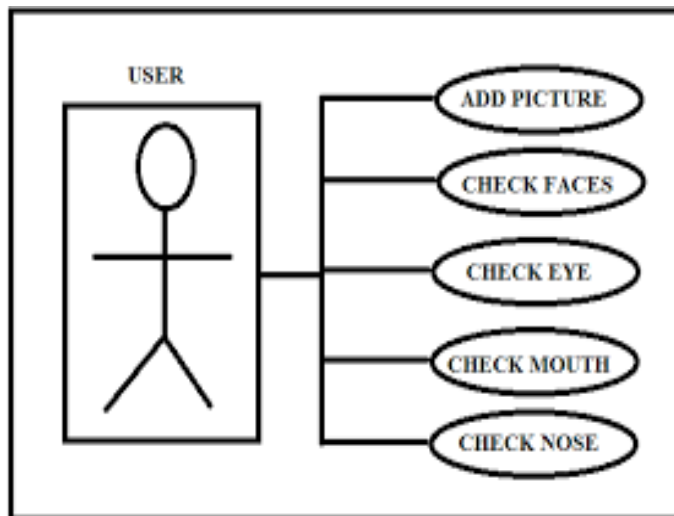 USER
ADD PICTURE
CHECK FACES
CHECK EYE
CHECK MOUTH
CHECK NOSE